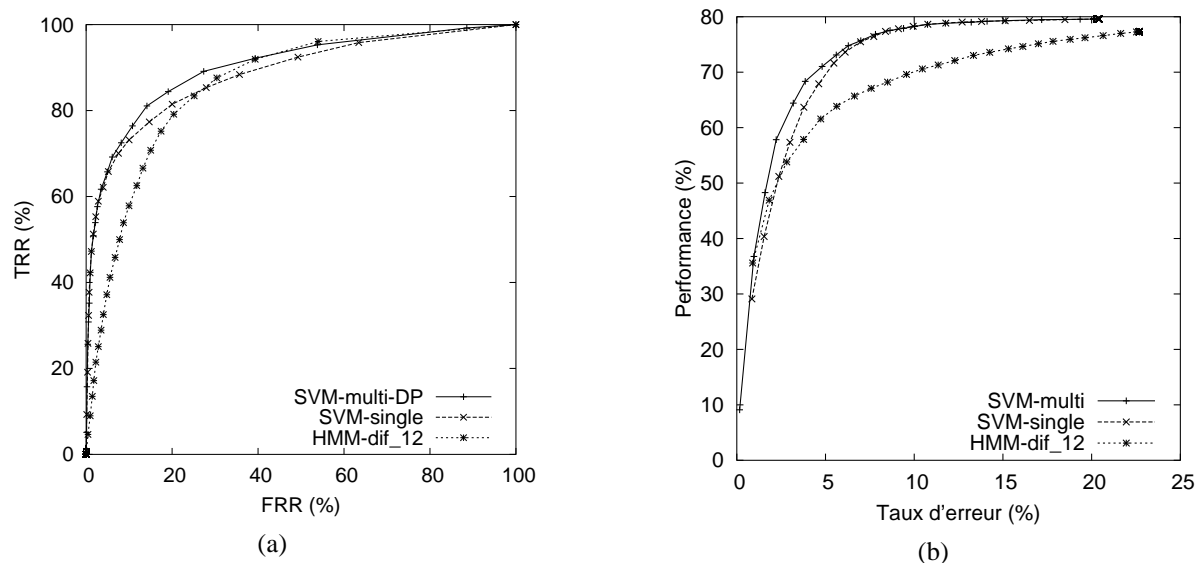 100
80
60
40
20
0
TRR (%)
SVM-multi-DP
SVM-single
HMM-dif_12
0
20
40
60
80
100
FRR (%)
(a)
80
70
60
50
40
30
20
10
0
Performance (%)
SVM-multi
SVM-single
HMM-dif_12
0
5
10
15
20
25
Taux d'erreur (%)
(b)